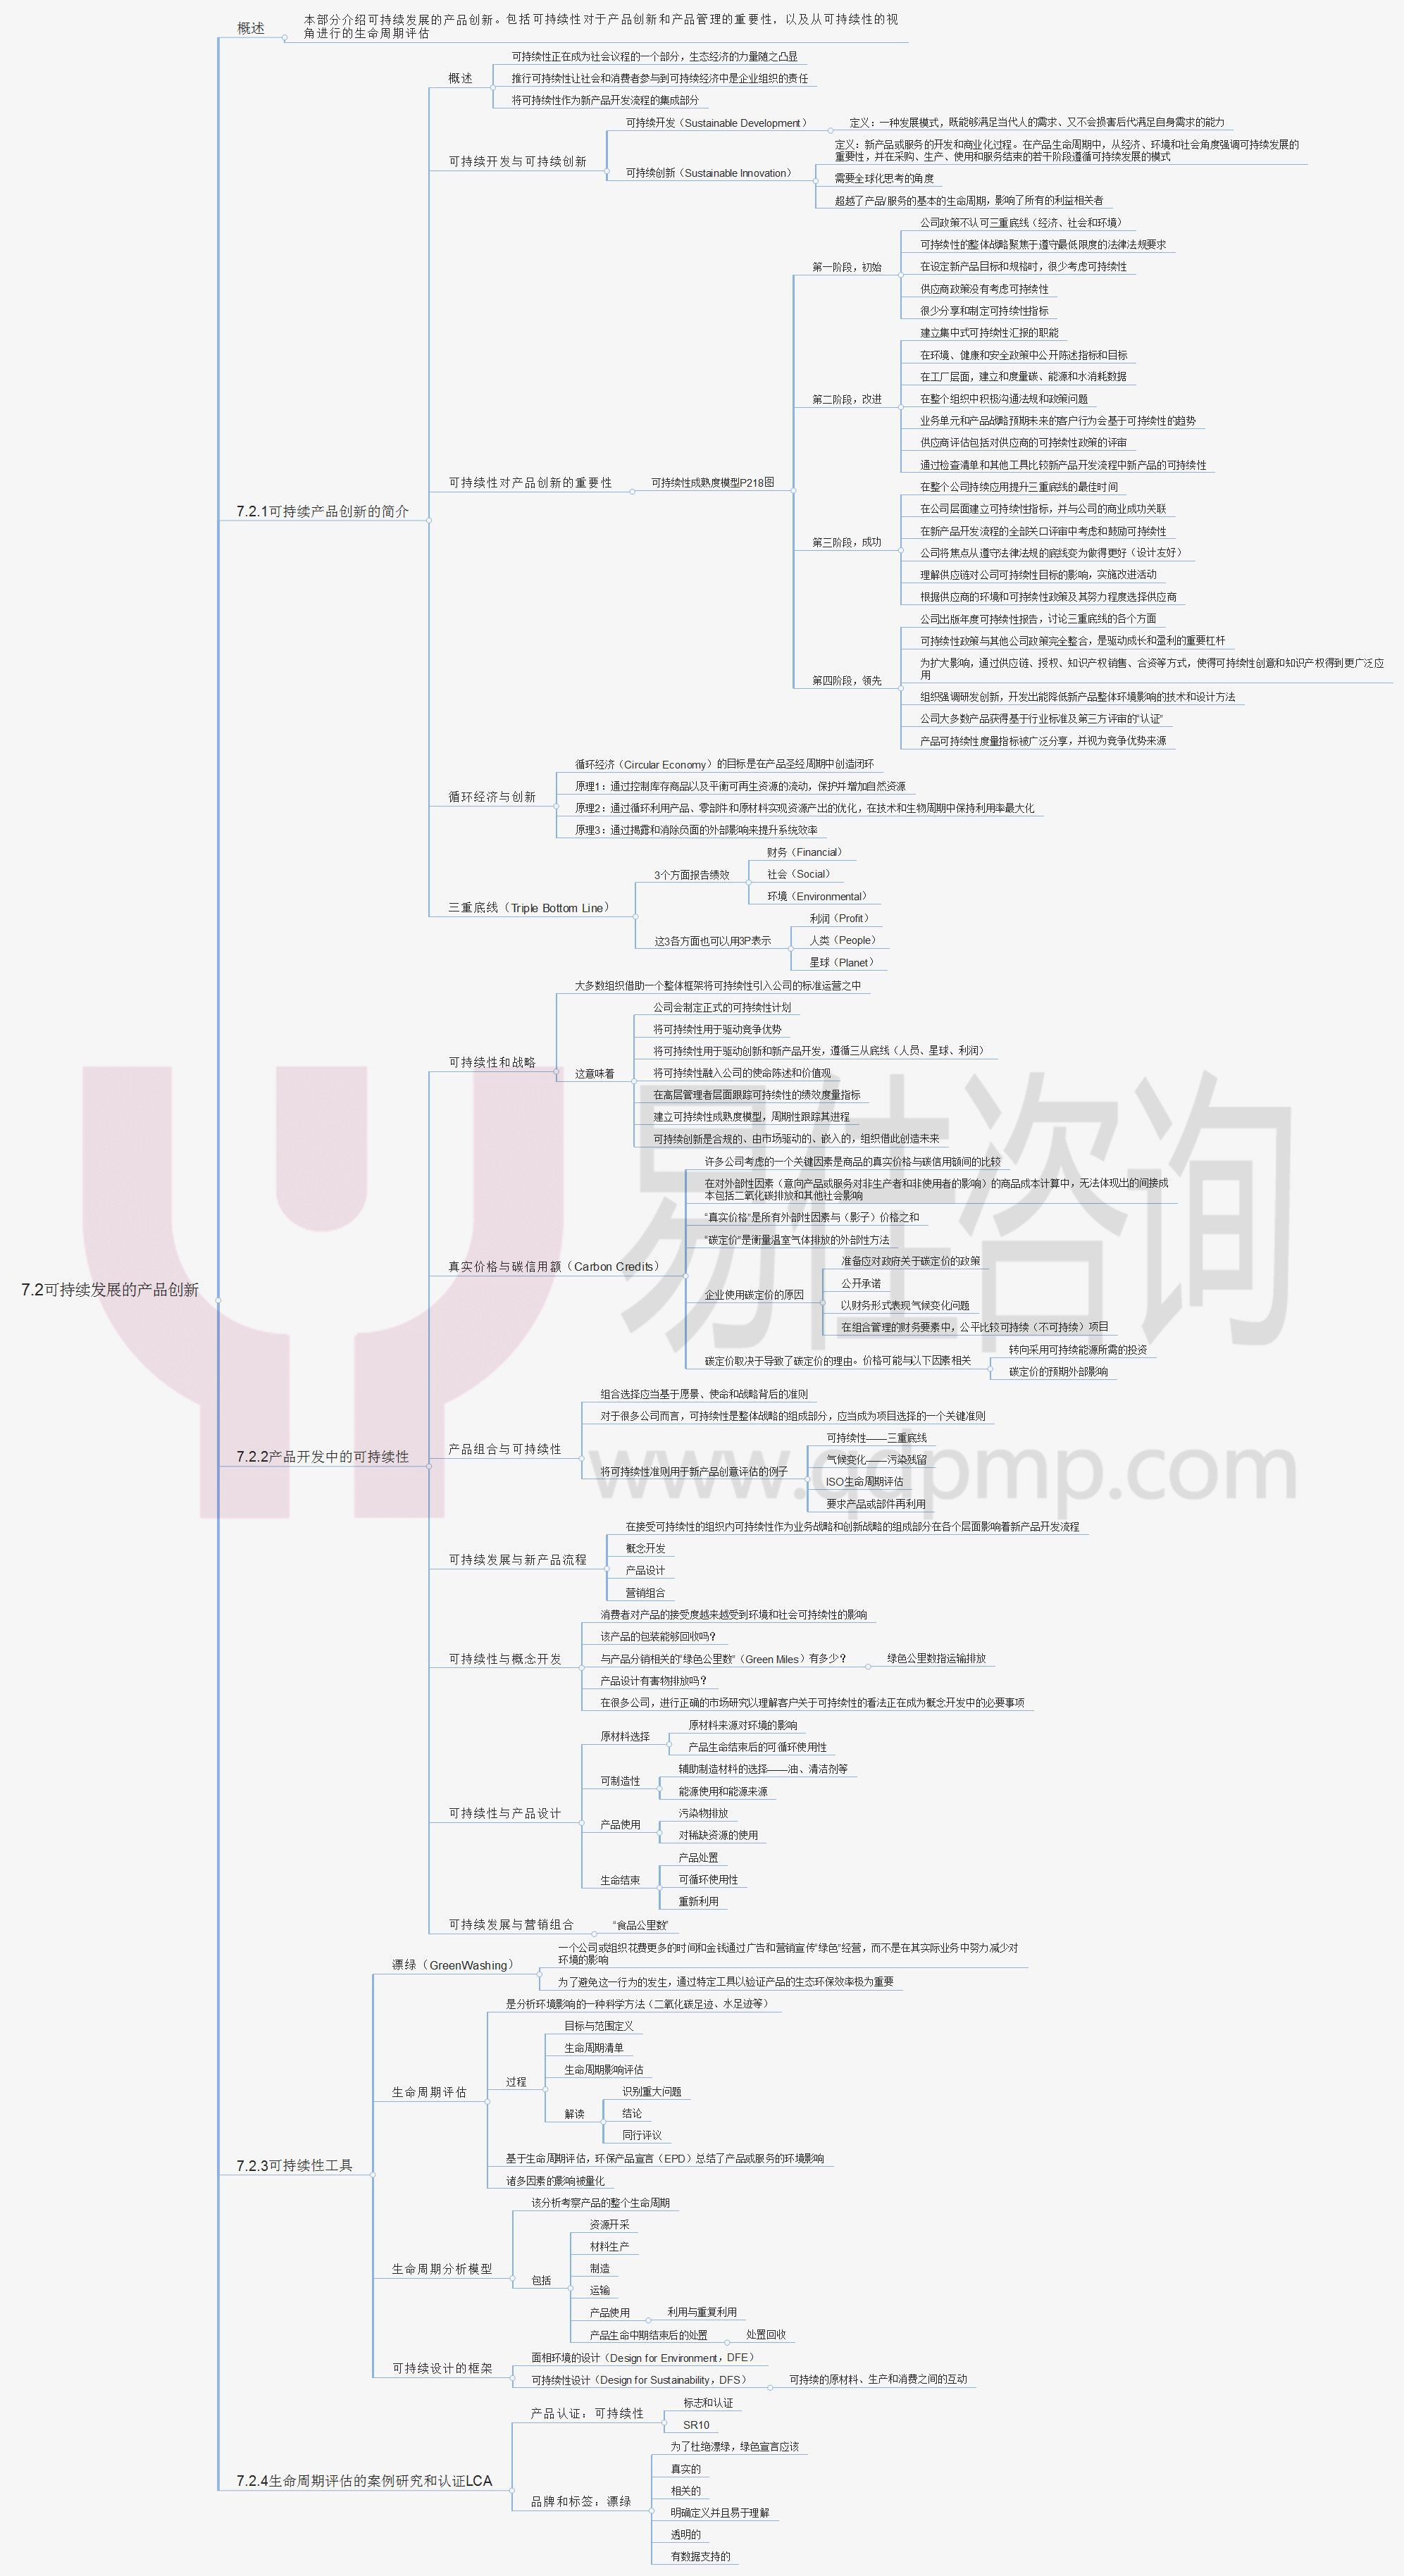 7.2可持续发展的产品创新
概述
本部分介绍可持续发展的产品创新。包括可持续性对于产品创新和产品管理的重要性，以及从可持续性的视
角进行的生命周期评估
7.2.1可持续产品创新的简介
概述
可持续性正在成为社会议程的一个部分，生态经济的力量随之凸显
推行可持续性让社会和消费者参与到可持续经济中是企业组织的责任
将可持续性作为新产品开发流程的集成部分
可持续开发与可持续创新
可持续开发（Sustainable Development）
定义：一种发展模式，既能够满足当代人的需求、又不会损害后代满足自身需求的能力
可持续创新（Sustainable Innovation）
定义：新产品或服务的开发和商业化过程。在产品生命周期中，从经济、环境和社会角度强调可持续发展的
重要性，并在采购、生产、使用和服务结束的若干阶段遵循可持续发展的模式
需要全球化思考的角度
超越了产品/服务的基本的生命周期，影响了所有的利益相关者
可持续性对产品创新的重要性
可持续性成熟度模型P218图
第一阶段，初始
公司政策不认可三重底线（经济、社会和环境）
可持续性的整体战略聚焦于遵守最低限度的法律法规要求
在设定新产品目标和规格时，很少考虑可持续性
供应商政策没有考虑可持续性
很少分享和制定可持续性指标
第二阶段，改进
建立集中式可持续性汇报的职能
在环境、健康和安全政策中公开陈述指标和目标
在工厂层面，建立和度量碳、能源和水消耗数据
在整个组织中积极沟通法规和政策问题
业务单元和产品战略预期未来的客户行为会基于可持续性的趋势
供应商评估包括对供应商的可持续性政策的评审
通过检查清单和其他工具比较新产品开发流程中新产品的可持续性
第三阶段，成功
在整个公司持续应用提升三重底线的最佳时间
在公司层面建立可持续性指标，并与公司的商业成功关联
在新产品开发流程的全部关口评审中考虑和鼓励可持续性
公司将焦点从遵守法律法规的底线变为做得更好（设计友好）
理解供应链对公司可持续性目标的影响，实施改进活动
根据供应商的环境和可持续性政策及其努力程度选择供应商
第四阶段，领先
公司出版年度可持续性报告，讨论三重底线的各个方面
可持续性政策与其他公司政策完全整合，是驱动成长和盈利的重要杠杆
为扩大影响，通过供应链、授权、知识产权销售、合资等方式，使得可持续性创意和知识产权得到更广泛应
用
组织强调研发创新，开发出能降低新产品整体环境影响的技术和设计方法
公司大多数产品获得基于行业标准及第三方评审的“认证”
产品可持续性度量指标被广泛分享，并视为竞争优势来源
循环经济与创新
循环经济（Circular Economy）的目标是在产品圣经周期中创造闭环
原理1：通过控制库存商品以及平衡可再生资源的流动，保护并增加自然资源
原理2：通过循环利用产品、零部件和原材料实现资源产出的优化，在技术和生物周期中保持利用率最大化
原理3：通过揭露和消除负面的外部影响来提升系统效率
三重底线（Triple Bottom Line）
3个方面报告绩效
财务（Financial）
社会（Social）
环境（Environmental）
这3各方面也可以用3P表示
利润（Profit）
人类（People）
星球（Planet）
7.2.2产品开发中的可持续性
可持续性和战略
大多数组织借助一个整体框架将可持续性引入公司的标准运营之中
这意味着
公司会制定正式的可持续性计划
将可持续性用于驱动竞争优势
将可持续性用于驱动创新和新产品开发，遵循三从底线（人员、星球、利润）
将可持续性融入公司的使命陈述和价值观
在高层管理者层面跟踪可持续性的绩效度量指标
建立可持续性成熟度模型，周期性跟踪其进程
可持续创新是合规的、由市场驱动的、嵌入的，组织借此创造未来
真实价格与碳信用额（Carbon Credits）
许多公司考虑的一个关键因素是商品的真实价格与碳信用额间的比较
在对外部性因素（意向产品或服务对非生产者和非使用者的影响）的商品成本计算中，无法体现出的间接成
本包括二氧化碳排放和其他社会影响
“真实价格”是所有外部性因素与（影子）价格之和
“碳定价”是衡量温室气体排放的外部性方法
企业使用碳定价的原因
准备应对政府关于碳定价的政策
公开承诺
以财务形式表现气候变化问题
在组合管理的财务要素中，公平比较可持续（不可持续）项目
碳定价取决于导致了碳定价的理由。价格可能与以下因素相关
转向采用可持续能源所需的投资
碳定价的预期外部影响
产品组合与可持续性
组合选择应当基于愿景、使命和战略背后的准则
对于很多公司而言，可持续性是整体战略的组成部分，应当成为项目选择的一个关键准则
将可持续性准则用于新产品创意评估的例子
可持续性——三重底线
气候变化——污染残留
ISO生命周期评估
要求产品或部件再利用
可持续发展与新产品流程
在接受可持续性的组织内可持续性作为业务战略和创新战略的组成部分在各个层面影响着新产品开发流程
概念开发
产品设计
营销组合
可持续性与概念开发
消费者对产品的接受度越来越受到环境和社会可持续性的影响
该产品的包装能够回收吗？
与产品分销相关的“绿色公里数”（Green Miles）有多少？
绿色公里数指运输排放
产品设计有害物排放吗？
在很多公司，进行正确的市场研究以理解客户关于可持续性的看法正在成为概念开发中的必要事项
可持续性与产品设计
原材料选择
原材料来源对环境的影响
产品生命结束后的可循环使用性
可制造性
辅助制造材料的选择——油、清洁剂等
能源使用和能源来源
产品使用
污染物排放
对稀缺资源的使用
生命结束
产品处置
可循环使用性
重新利用
可持续发展与营销组合
“食品公里数”
7.2.3可持续性工具
漂绿（GreenWashing）
一个公司或组织花费更多的时间和金钱通过广告和营销宣传“绿色”经营，而不是在其实际业务中努力减少对
环境的影响
为了避免这一行为的发生，通过特定工具以验证产品的生态环保效率极为重要
生命周期评估
是分析环境影响的一种科学方法（二氧化碳足迹、水足迹等）
过程
目标与范围定义
生命周期清单
生命周期影响评估
解读
识别重大问题
结论
同行评议
基于生命周期评估，环保产品宣言（EPD）总结了产品或服务的环境影响
诸多因素的影响被量化
生命周期分析模型
该分析考察产品的整个生命周期
包括
资源开采
材料生产
制造
运输
产品使用
利用与重复利用
产品生命中期结束后的处置
处置回收
可持续设计的框架
面相环境的设计（Design for Environment，DFE）
可持续性设计（Design for Sustainability，DFS）
可持续的原材料、生产和消费之间的互动
7.2.4生命周期评估的案例研究和认证LCA
产品认证：可持续性
标志和认证
SR10
品牌和标签：漂绿
为了杜绝漂绿，绿色宣言应该
真实的
相关的
明确定义并且易于理解
透明的
有数据支持的
易佳咨询
www.qdpmp.com